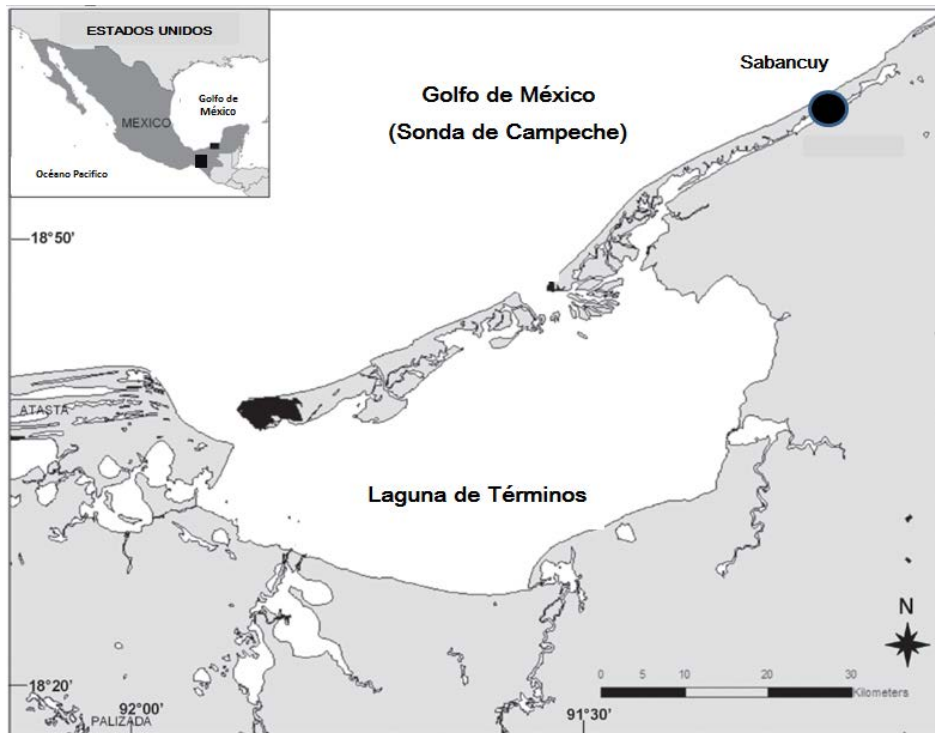 ESTADOS UNIDOS
Golfo de
México
MEXICO
Océano Pacífico
Sabancuy
Golfo de México
(Sonda de Campeche)
18°50'
ATASTA
Laguna de Términos
N
0 5 10 20 30
Kilometers
18°20'
92°00'
91°30'
PALIZADA